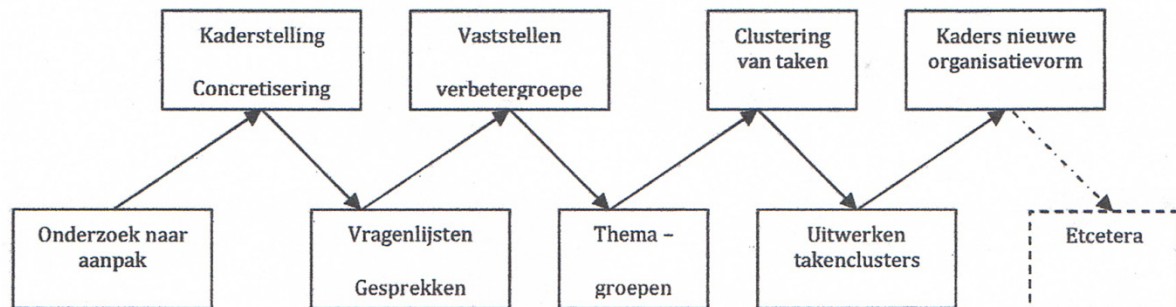 Kaderstelling
Concretisering
Vaststellen
verbetergroepe
Clustering
van taken
Kaders nieuwe
organisatievorm
Onderzoek naar
aanpak
Vragenlijsten
Gesprekken
Thema –
groepen
Uitwerken
takenclusters
Etcetera